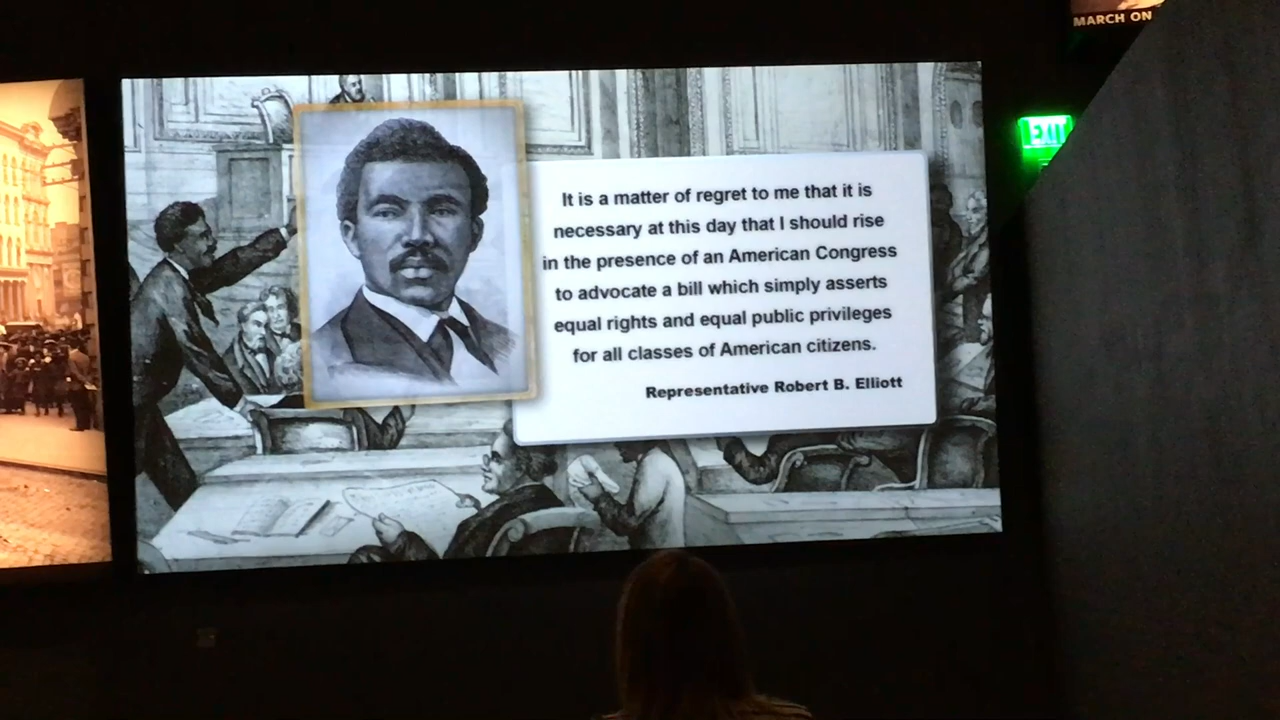 MARCH ON
EXIT
It is a matter of regret to me that it is
necessary at this day that I should rise
in the presence of an American Congress
to advocate a bill which simply asserts
equal rights and equal public privileges
for all classes of American citizens.
Representative Robert B. Elliott